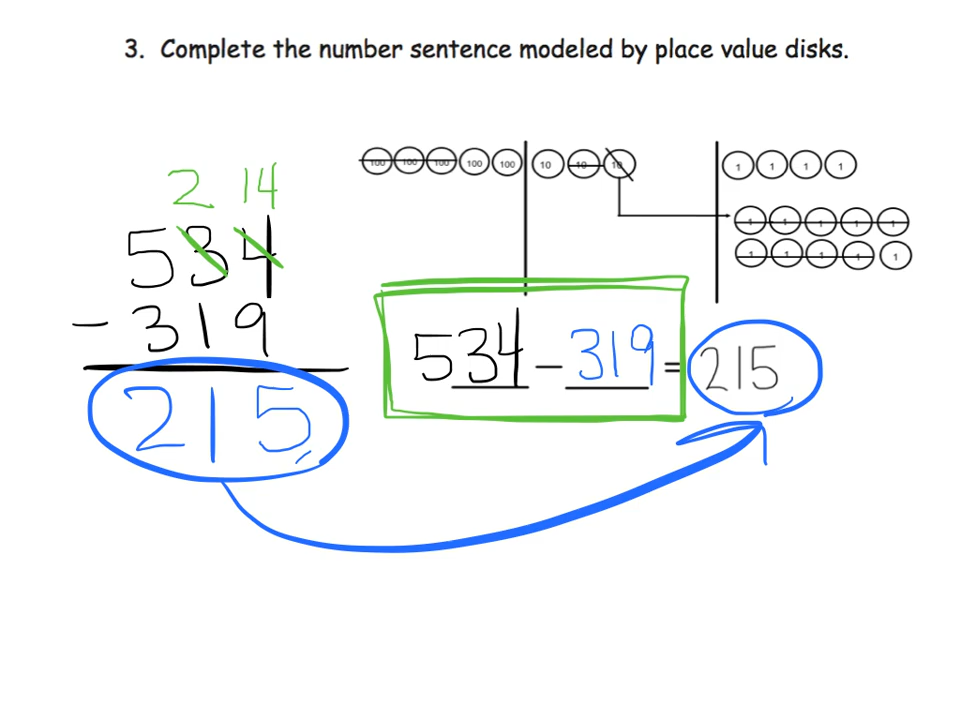 3. Complete the number sentence modeled by place value disks.
100 100 100 100 100 10 10 10 1 1 1 1
2 14
534
1 1 1 1 1
1 1 1 1 1
- 319
534 - 319 = 215
215